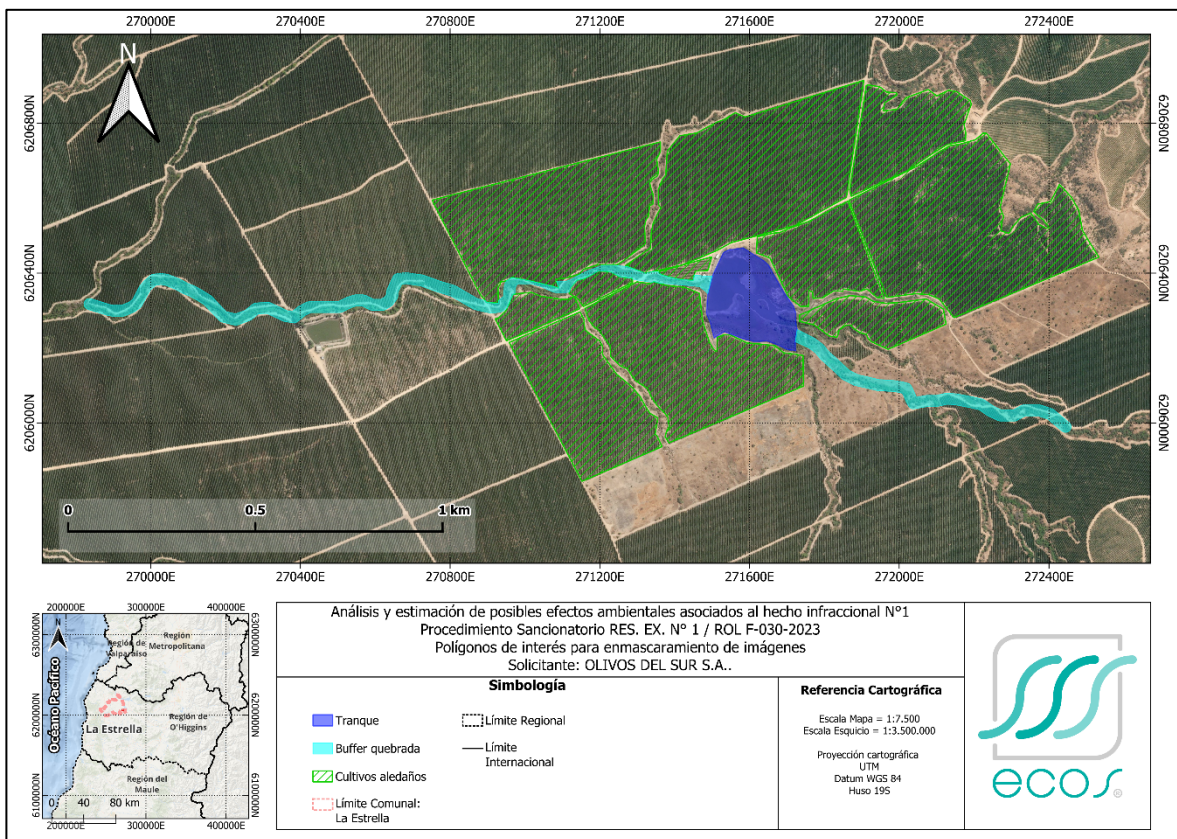 270000E 270400E 270800E 271200E 271600E 272000E 272400E
N
6206800N 6206800N
6206400N 6206400N
6206000N 6206000N
0 0.5 1 km
270000E 270400E 270800E 271200E 271600E 272000E 272400E
200000E 300000E 400000E
N
6300000N
Región de
Valparaíso
Región
Metropolitana
Océano Pacífico
6200000N 6200000N
La Estrella
Región de
O'Higgins
Región del
Maule
6100000N 6100000N
0 40 80 km
200000E 300000E 400000E
Análisis y estimación de posibles efectos ambientales asociados al hecho infraccional N°1
Procedimiento Sancionatorio RES. EX. N° 1 / ROL F-030-2023
Polígonos de interés para enmascaramiento de imágenes
Solicitante: OLIVOS DEL SUR S.A..
Simbología
Tranque
Buffer quebrada
Cultivos aledaños
Límite Comunal:
La Estrella
Límite Regional
Límite
Internacional
Referencia Cartográfica
Escala Mapa = 1:7.500
Escala Esquicio = 1:3.500.000
Proyección cartográfica
UTM
Datum WGS 84
Huso 19S
ecos®